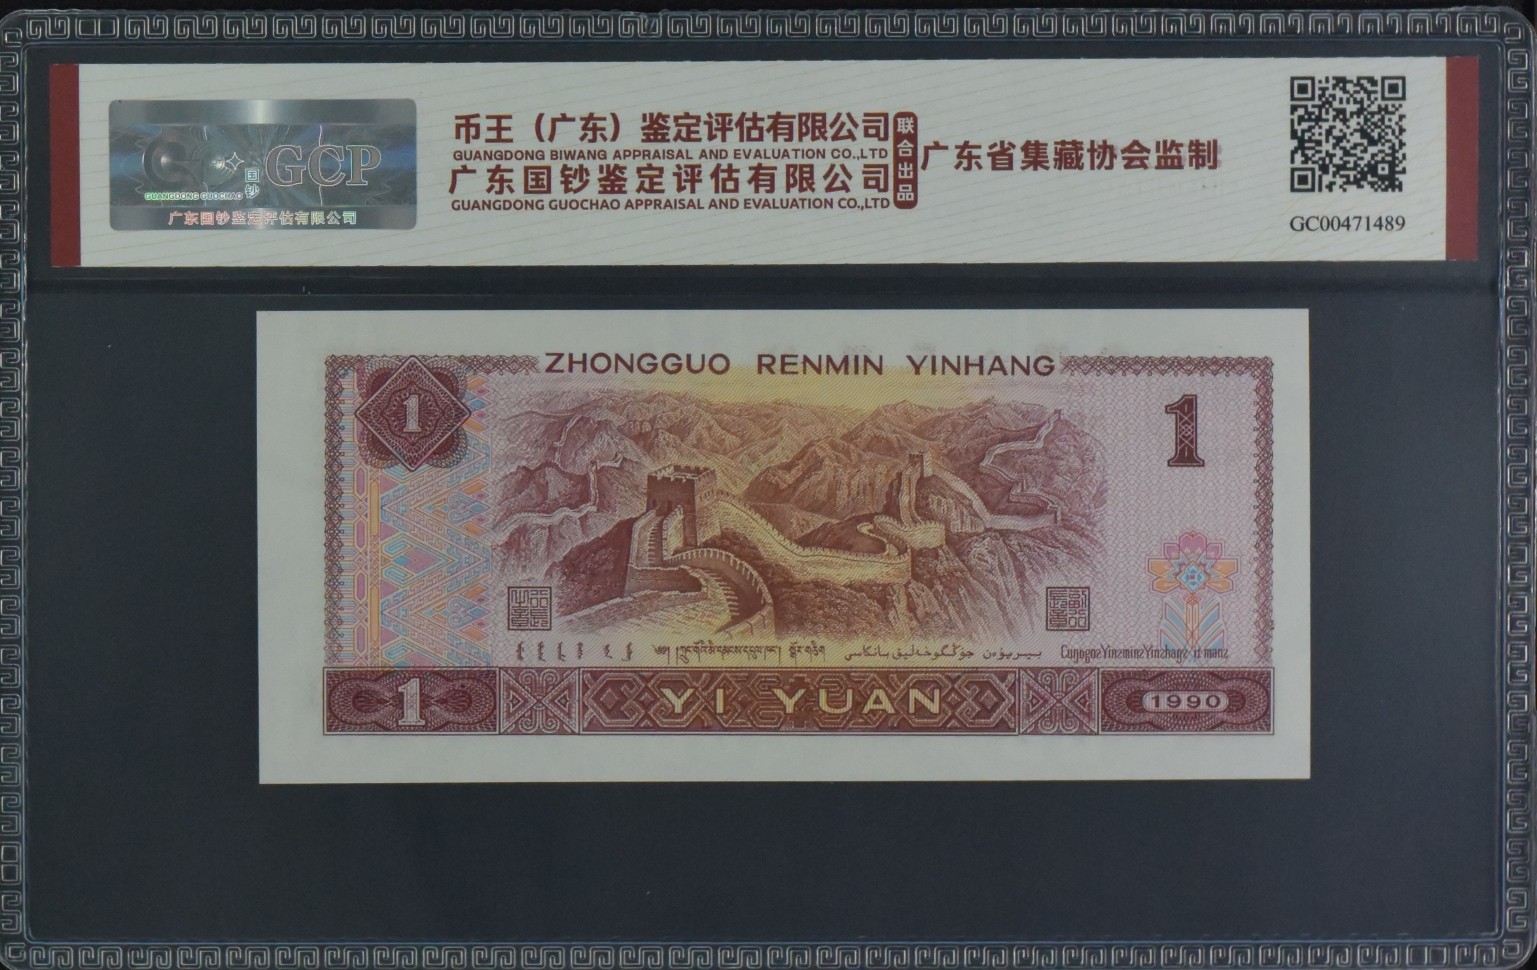 GCP
国钞
GUANGDONG GUOCHAO
广东国钞鉴定评估有限公司
币王（广东）鉴定评估有限公司
GUANGDONG BIWANG APPRAISAL AND EVALUATION CO.,LTD
广东国钞鉴定评估有限公司
GUANGDONG GUOCHAO APPRAISAL AND EVALUATION CO.,LTD
联合出品
广东省集藏协会监制
GC00471489
ZHONGGUO RENMIN YINHANG
1
1
1
YI YUAN
1990